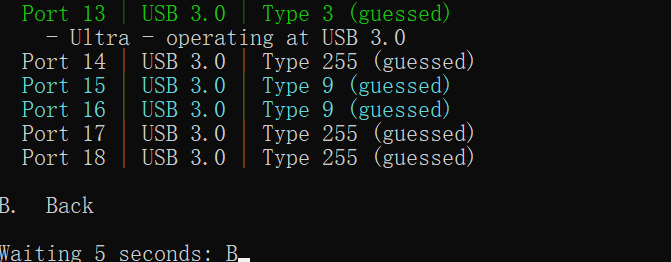 Port 13 | USB 3.0 | Type 3 (guessed)
- Ultra - operating at USB 3.0
Port 14 | USB 3.0 | Type 255 (guessed)
Port 15 | USB 3.0 | Type 9 (guessed)
Port 16 | USB 3.0 | Type 9 (guessed)
Port 17 | USB 3.0 | Type 255 (guessed)
Port 18 | USB 3.0 | Type 255 (guessed)
B. Back
Waiting 5 seconds: B